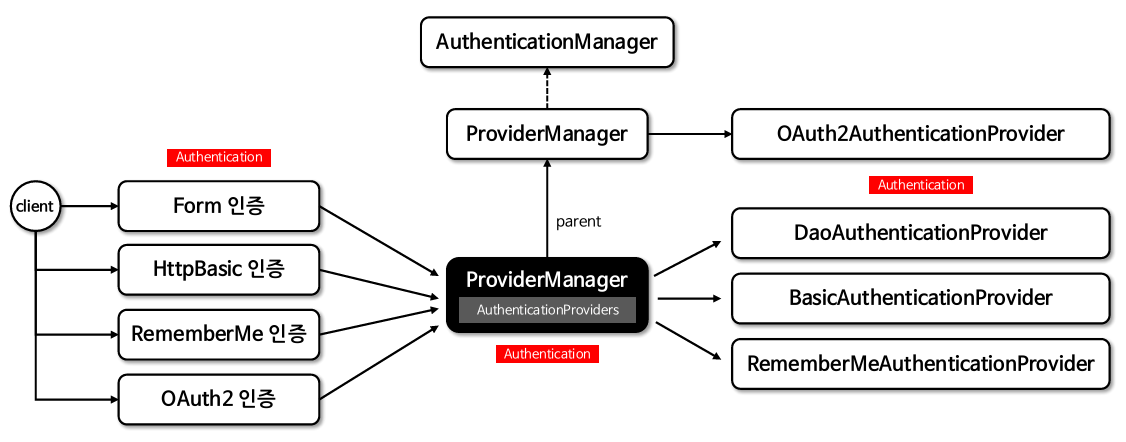 AuthenticationManager
ProviderManager
OAuth2AuthenticationProvider
Authentication
Authentication
client
Form 인증
parent
DaoAuthenticationProvider
HttpBasic 인증
ProviderManager
AuthenticationProviders
BasicAuthenticationProvider
RememberMe 인증
Authentication
RememberMeAuthenticationProvider
OAuth2 인증